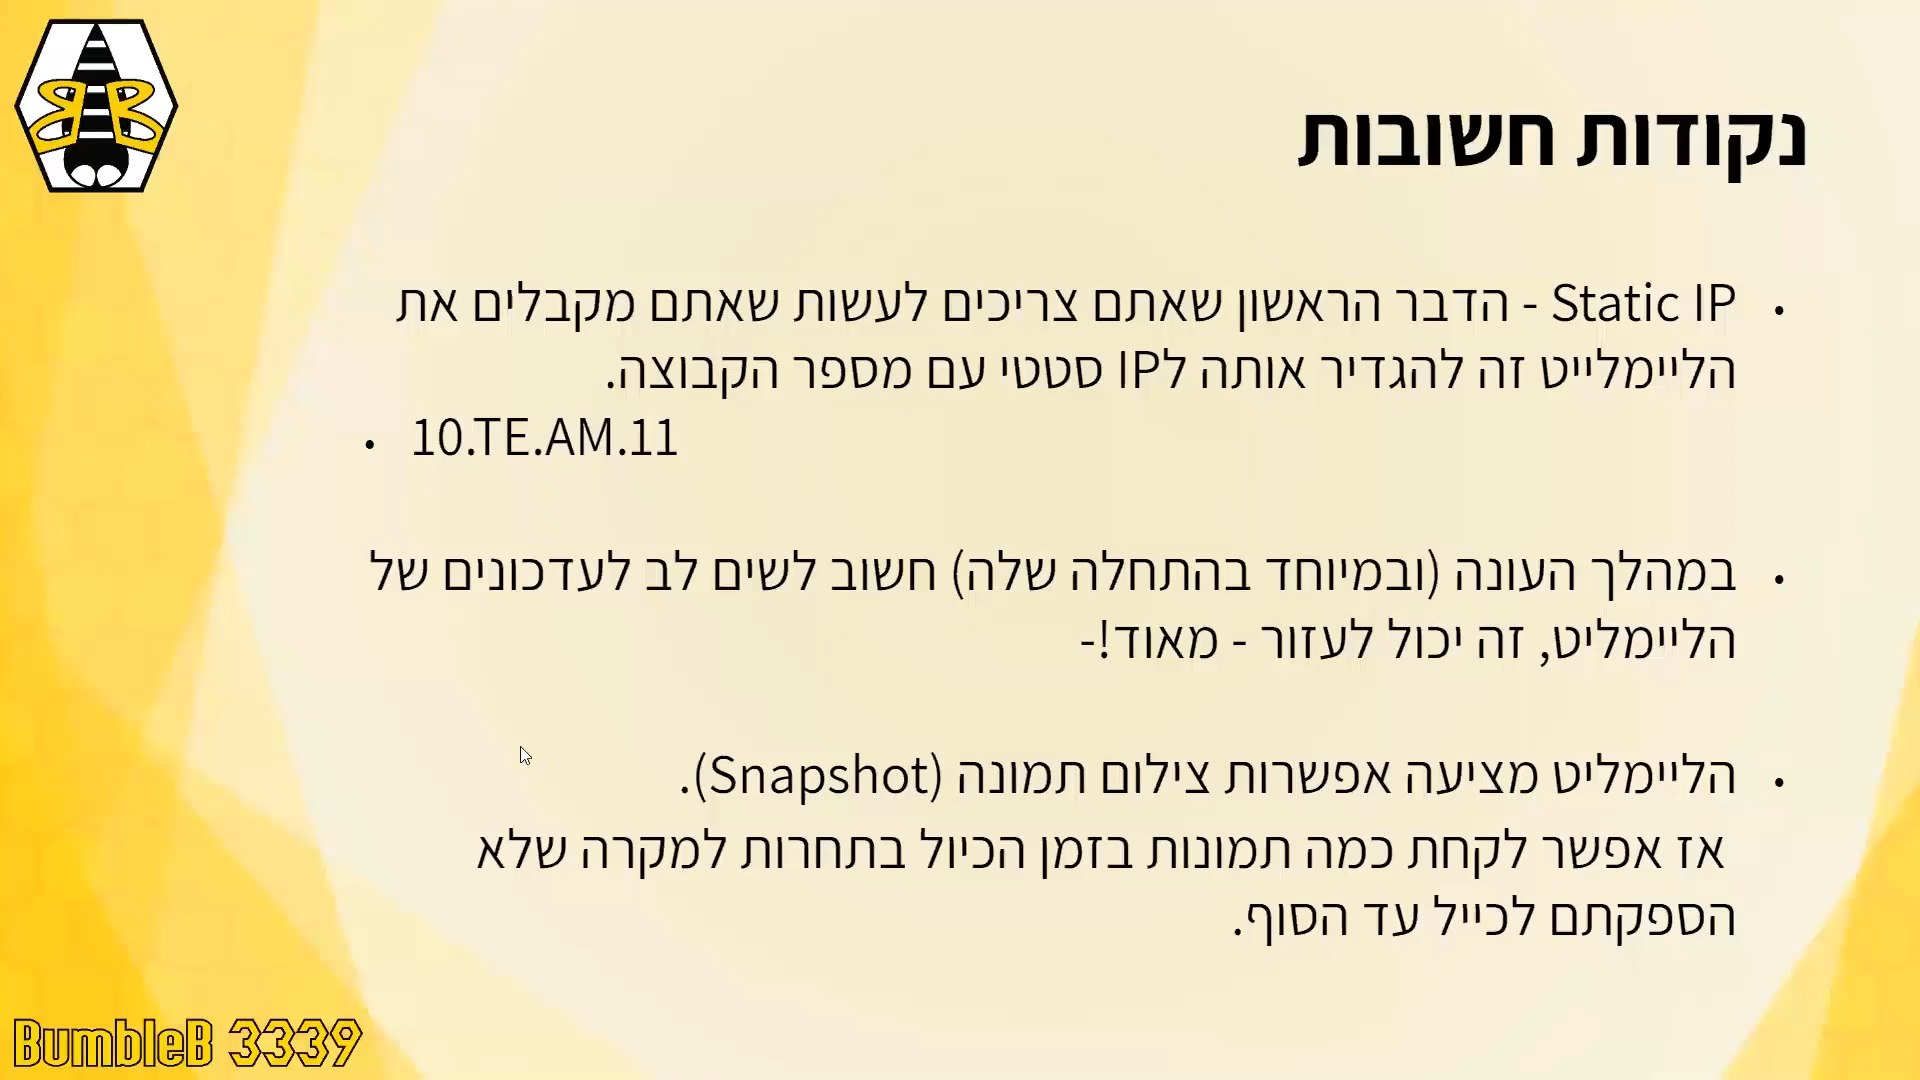 נקודות חשובות
• Static IP - הדבר הראשון שאתם צריכים לעשות שאתם מקבלים את
הליימלייט זה להגדיר אותה לIP סטטי עם מספר הקבוצה.
• 10.TE.AM.11
• במהלך העונה (ובמיוחד בהתחלה שלה) חשוב לשים לב לעדכונים של
הליימליט, זה יכול לעזור - מאוד!-
• הליימליט מציעה אפשרות צילום תמונה (Snapshot).
אז אפשר לקחת כמה תמונות בזמן הכיול בתחרות למקרה שלא
הספקתם לכייל עד הסוף.
BumbleB 3339